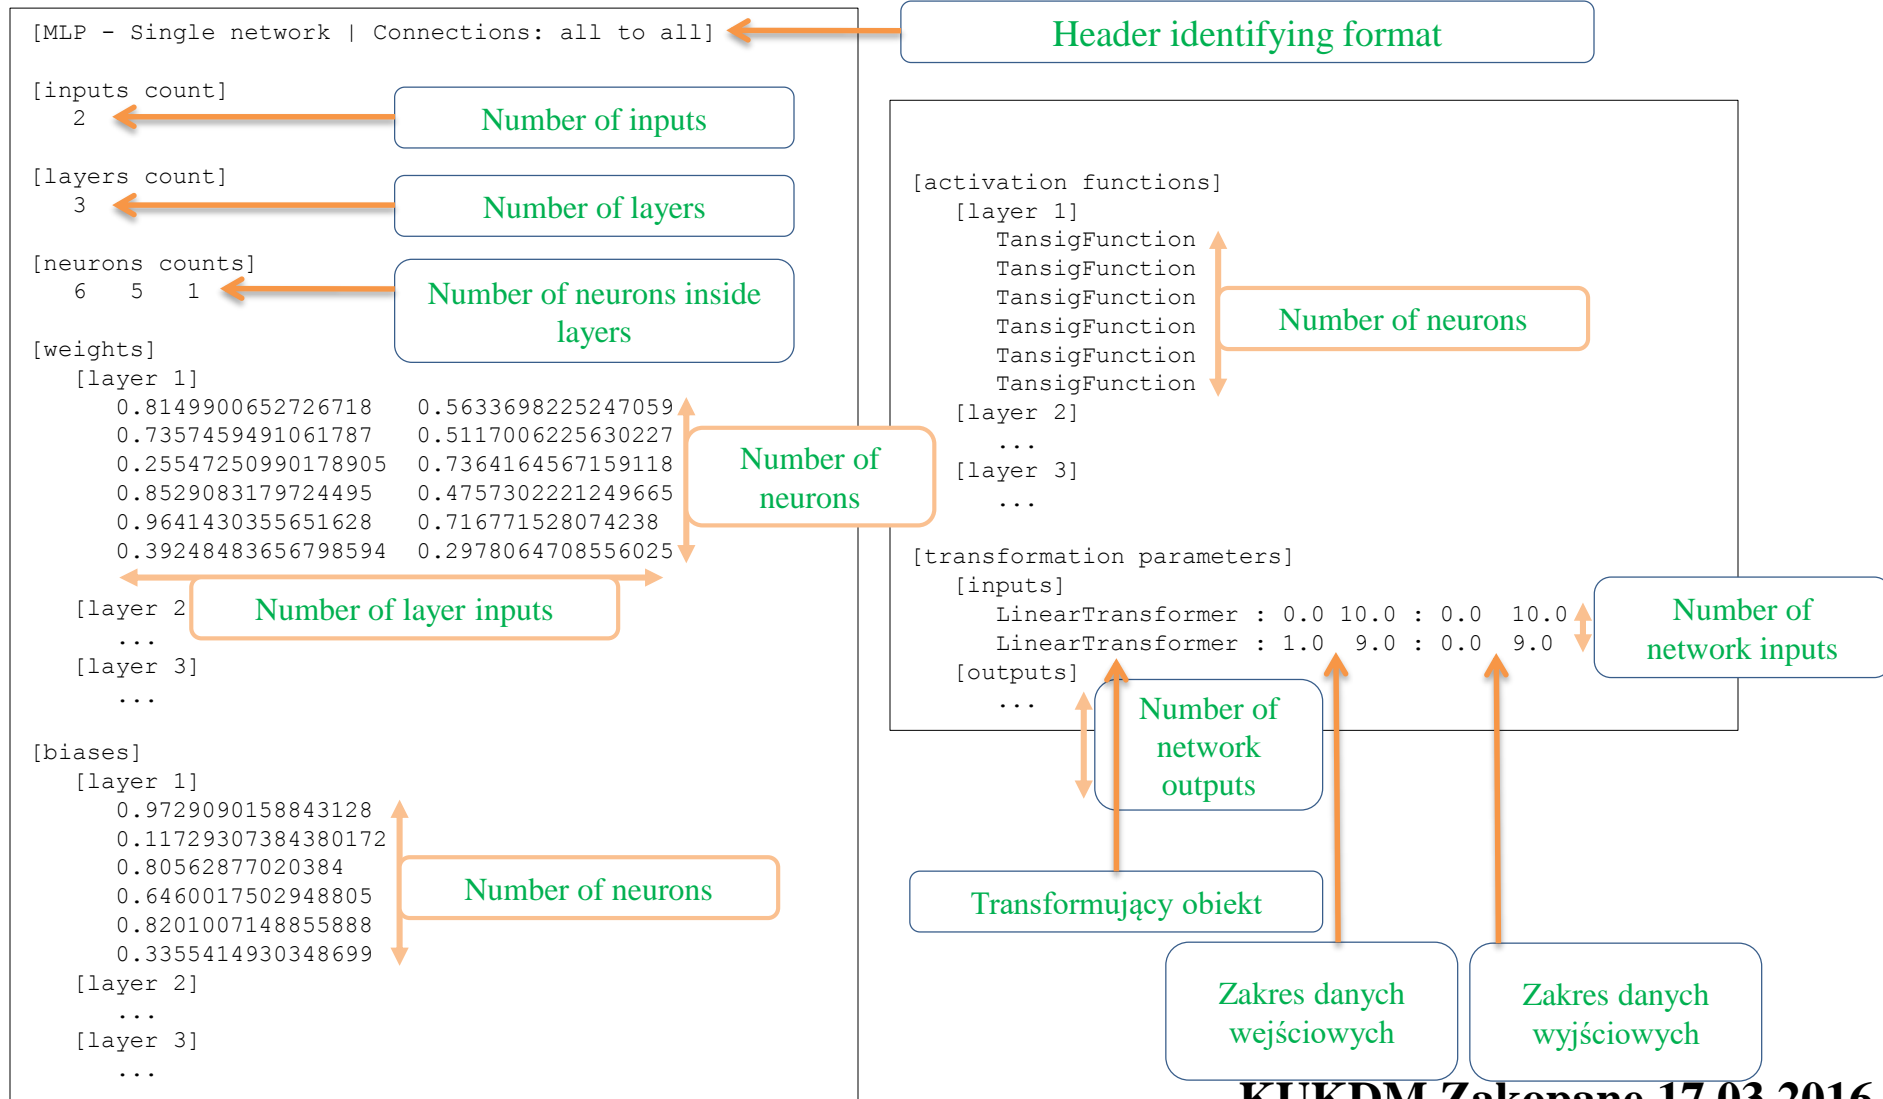 [MLP - Single network | Connections: all to all]
Header identifying format
[inputs count]
2
Number of inputs
[layers count]
3
Number of layers
[neurons counts]
6 5 1
Number of neurons inside
layers
[weights]
[layer 1]
0.8149900652726718 0.5633698225247059
0.7357459491061787 0.5117006225630227
0.25547250990178905 0.7364164567159118
0.8529083179724495 0.4757302221249665
0.9641430355651628 0.716771528074238
0.39248483656798594 0.2978064708556025
Number of
neurons
Number of layer inputs
[layer 2
...
[layer 3]
...
[biases]
[layer 1]
0.9729090158843128
0.11729307384380172
0.80562877020384
0.6460017502948805
0.8201007148855888
0.3355414930348699
Number of neurons
[layer 2]
...
[layer 3]
...
[activation functions]
[layer 1]
TansigFunction
TansigFunction
TansigFunction
TansigFunction
TansigFunction
TansigFunction
Number of neurons
[layer 2]
...
[layer 3]
...
[transformation parameters]
[inputs]
LinearTransformer : 0.0 10.0 : 0.0 10.0
LinearTransformer : 1.0 9.0 : 0.0 9.0
Number of
network inputs
[outputs]
...
Number of
network
outputs
Transformujący obiekt
Zakres danych
wejściowych
Zakres danych
wyjściowych
KUKDM Zakopane 17.03.2016